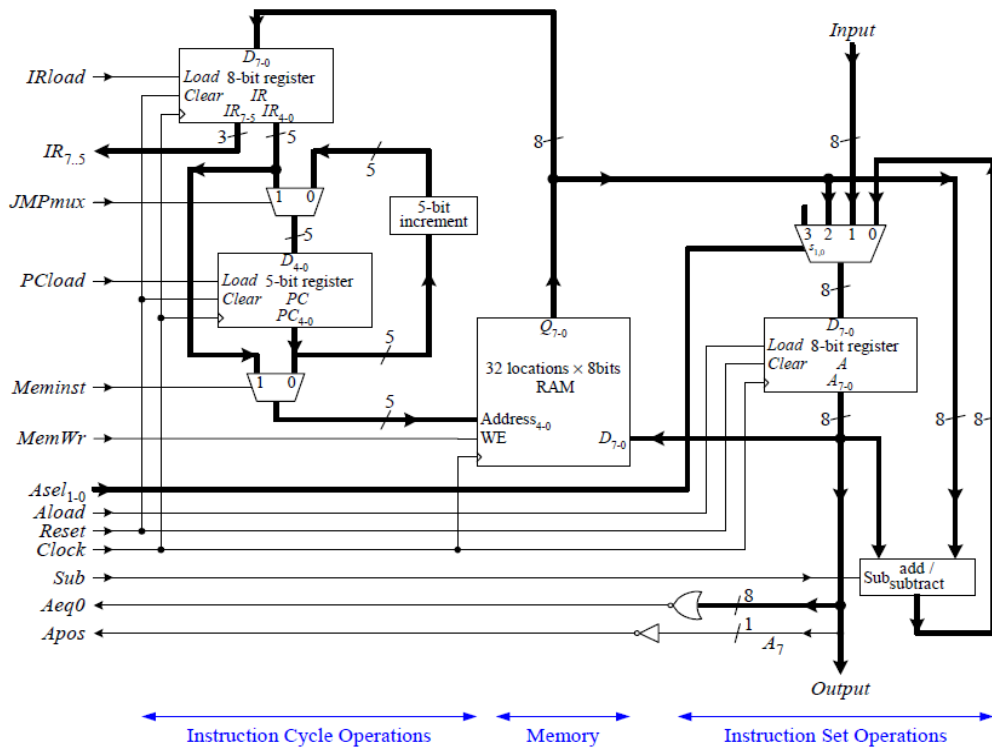 D7-0
IRload
Load 8-bit register
Clear IR
IR7-5 IR4-0
3
5
IR7..5
JMPmux
1 0
5
5-bit increment
5
D4-0
PCload
Load 5-bit register
Clear PC
PC4-0
5
Meminst
1 0
5
MemWr
Asel1-0
Aload
Reset
Clock
Sub
Aeq0
Apos
8
Q7-0
32 locations × 8bits
RAM
Address4-0
WE
D7-0
Input
8
3 2 1 0
s1,0
8
D7-0
Load 8-bit register
Clear A
A7-0
8
8
8
Sub add / subtract
8
1
A7
Output
Instruction Cycle Operations
Memory
Instruction Set Operations